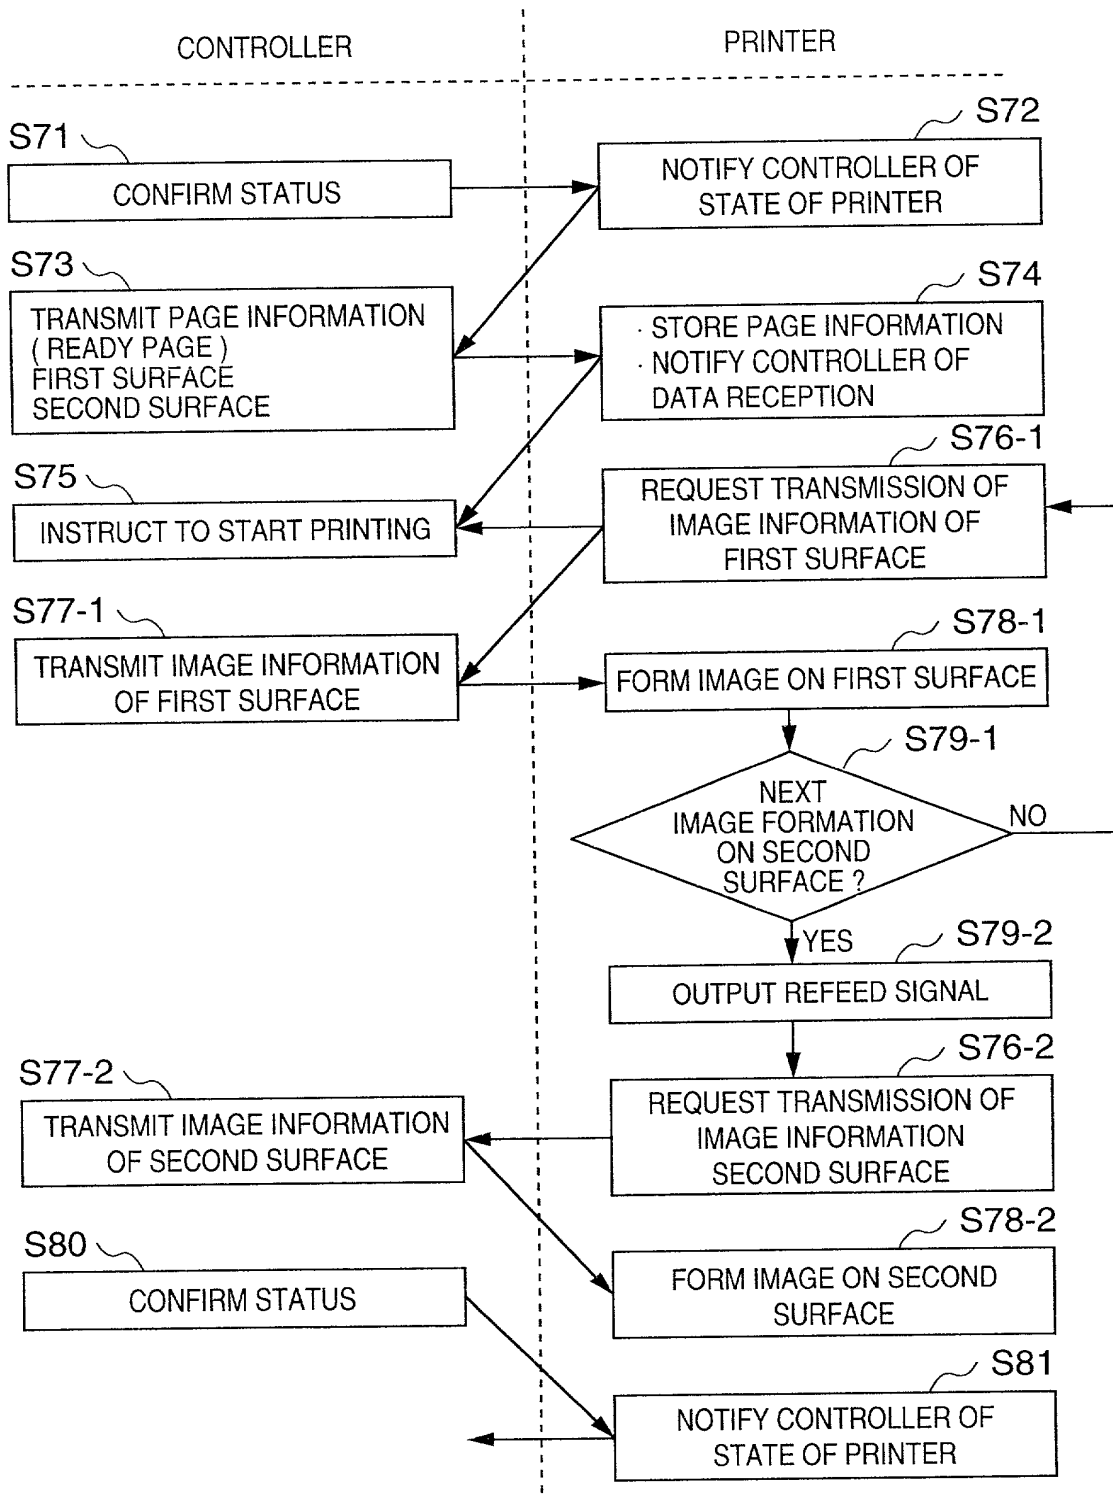 CONTROLLER
PRINTER
S71
CONFIRM STATUS
S72
NOTIFY CONTROLLER OF
STATE OF PRINTER
S73
TRANSMIT PAGE INFORMATION
( READY PAGE )
FIRST SURFACE
SECOND SURFACE
S74
· STORE PAGE INFORMATION
· NOTIFY CONTROLLER OF
DATA RECEPTION
S75
INSTRUCT TO START PRINTING
S76-1
REQUEST TRANSMISSION OF
IMAGE INFORMATION OF
FIRST SURFACE
S77-1
TRANSMIT IMAGE INFORMATION
OF FIRST SURFACE
S78-1
FORM IMAGE ON FIRST SURFACE
S79-1
NEXT
IMAGE FORMATION
ON SECOND
SURFACE ?
NO
YES
S79-2
OUTPUT REFEED SIGNAL
S76-2
REQUEST TRANSMISSION OF
IMAGE INFORMATION
SECOND SURFACE
S77-2
TRANSMIT IMAGE INFORMATION
OF SECOND SURFACE
S78-2
FORM IMAGE ON SECOND
SURFACE
S80
CONFIRM STATUS
S81
NOTIFY CONTROLLER OF
STATE OF PRINTER